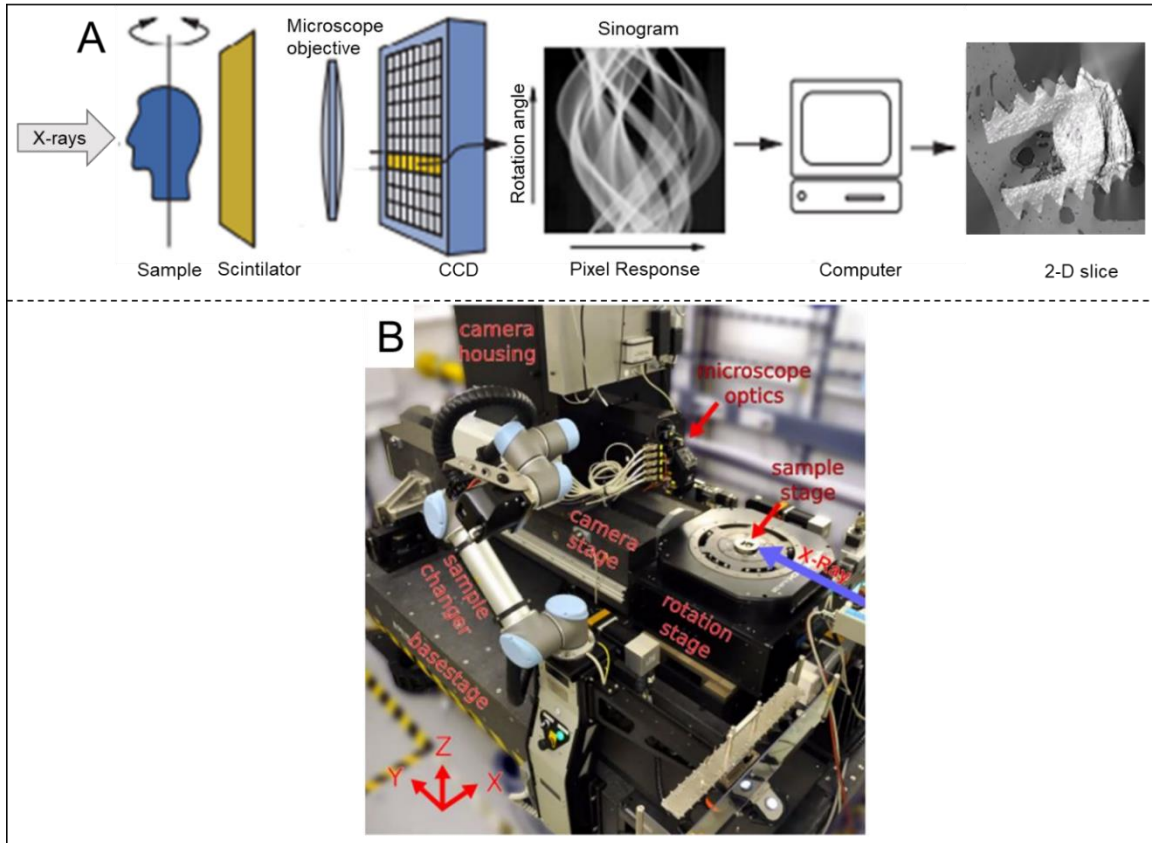 A
Microscope
objective
Sinogram
X-rays
Rotation angle
Sample
Scintilator
CCD
Pixel Response
Computer
2-D slice
B
camera
housing
microscope
optics
sample
stage
camera
stage
X-Ray
sample
changer
rotation
stage
basestage
Z
Y
X